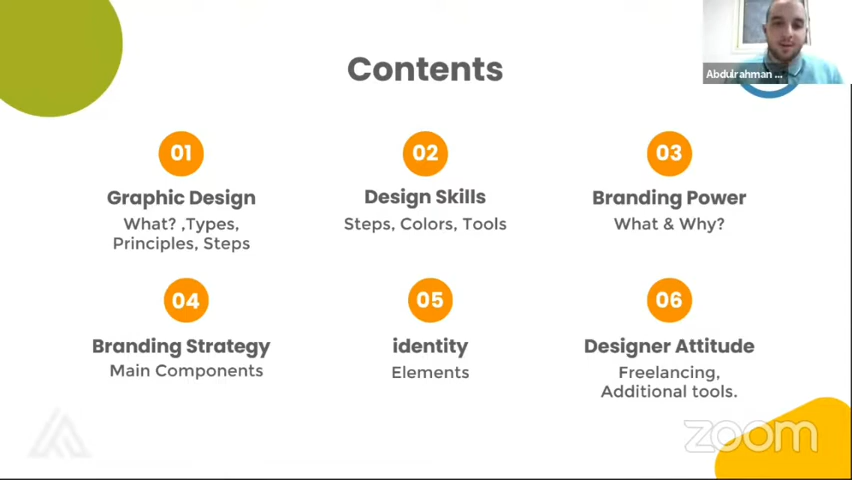 Contents
Abdulrahman ...
01
02
03
Graphic Design
Design Skills
Branding Power
What? ,Types,
Principles, Steps
Steps, Colors, Tools
What & Why?
04
05
06
Branding Strategy
identity
Designer Attitude
Main Components
Elements
Freelancing,
Additional tools.
zoom